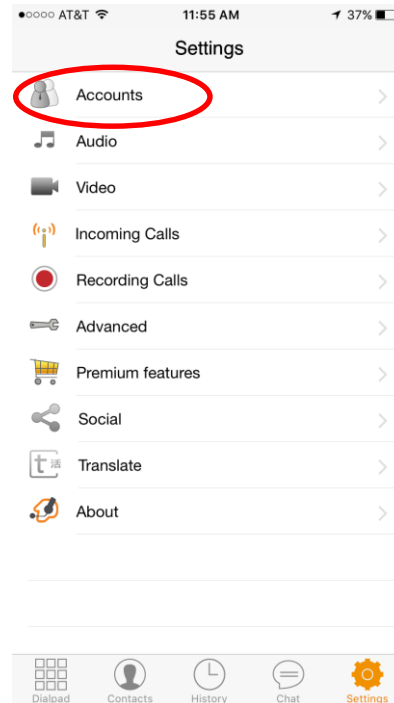 AT&T 11:55 AM 37%
Settings
Accounts
Audio
Video
Incoming Calls
Recording Calls
Advanced
Premium features
Social
t 活 Translate
About
Dialpad Contacts History Chat Settings